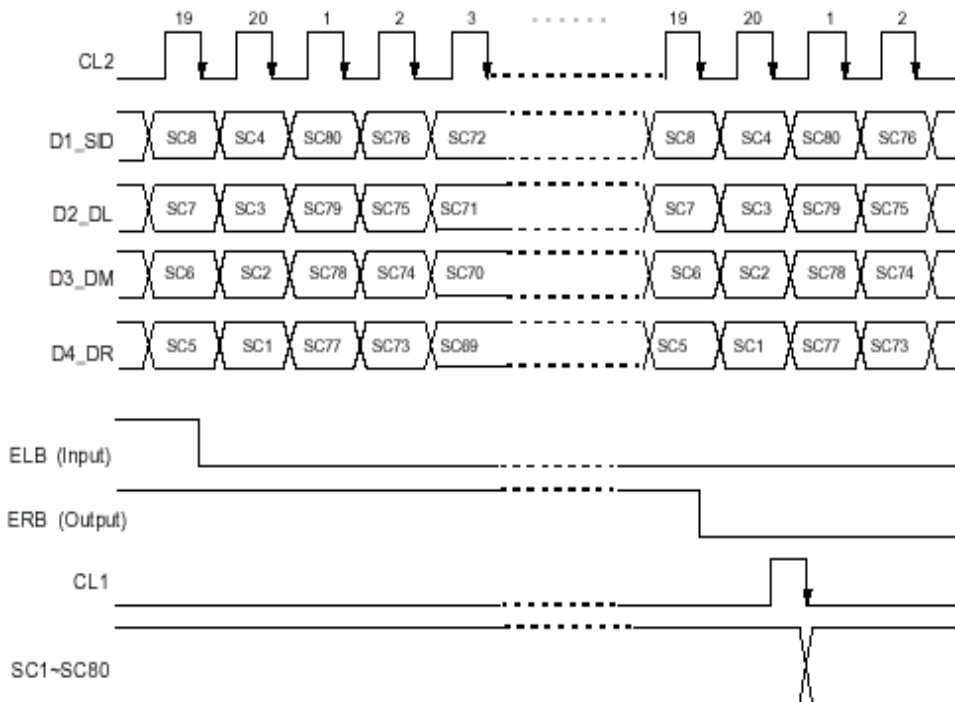 19 20 1 2 3 19 20 1 2
CL2
D1_SID SC8 SC4 SC80 SC76 SC72 SC8 SC4 SC80 SC76
D2_DL SC7 SC3 SC79 SC75 SC71 SC7 SC3 SC79 SC75
D3_DM SC6 SC2 SC78 SC74 SC70 SC6 SC2 SC78 SC74
D4_DR SC5 SC1 SC77 SC73 SC69 SC5 SC1 SC77 SC73
ELB (Input)
ERB (Output)
CL1
SC1~SC80